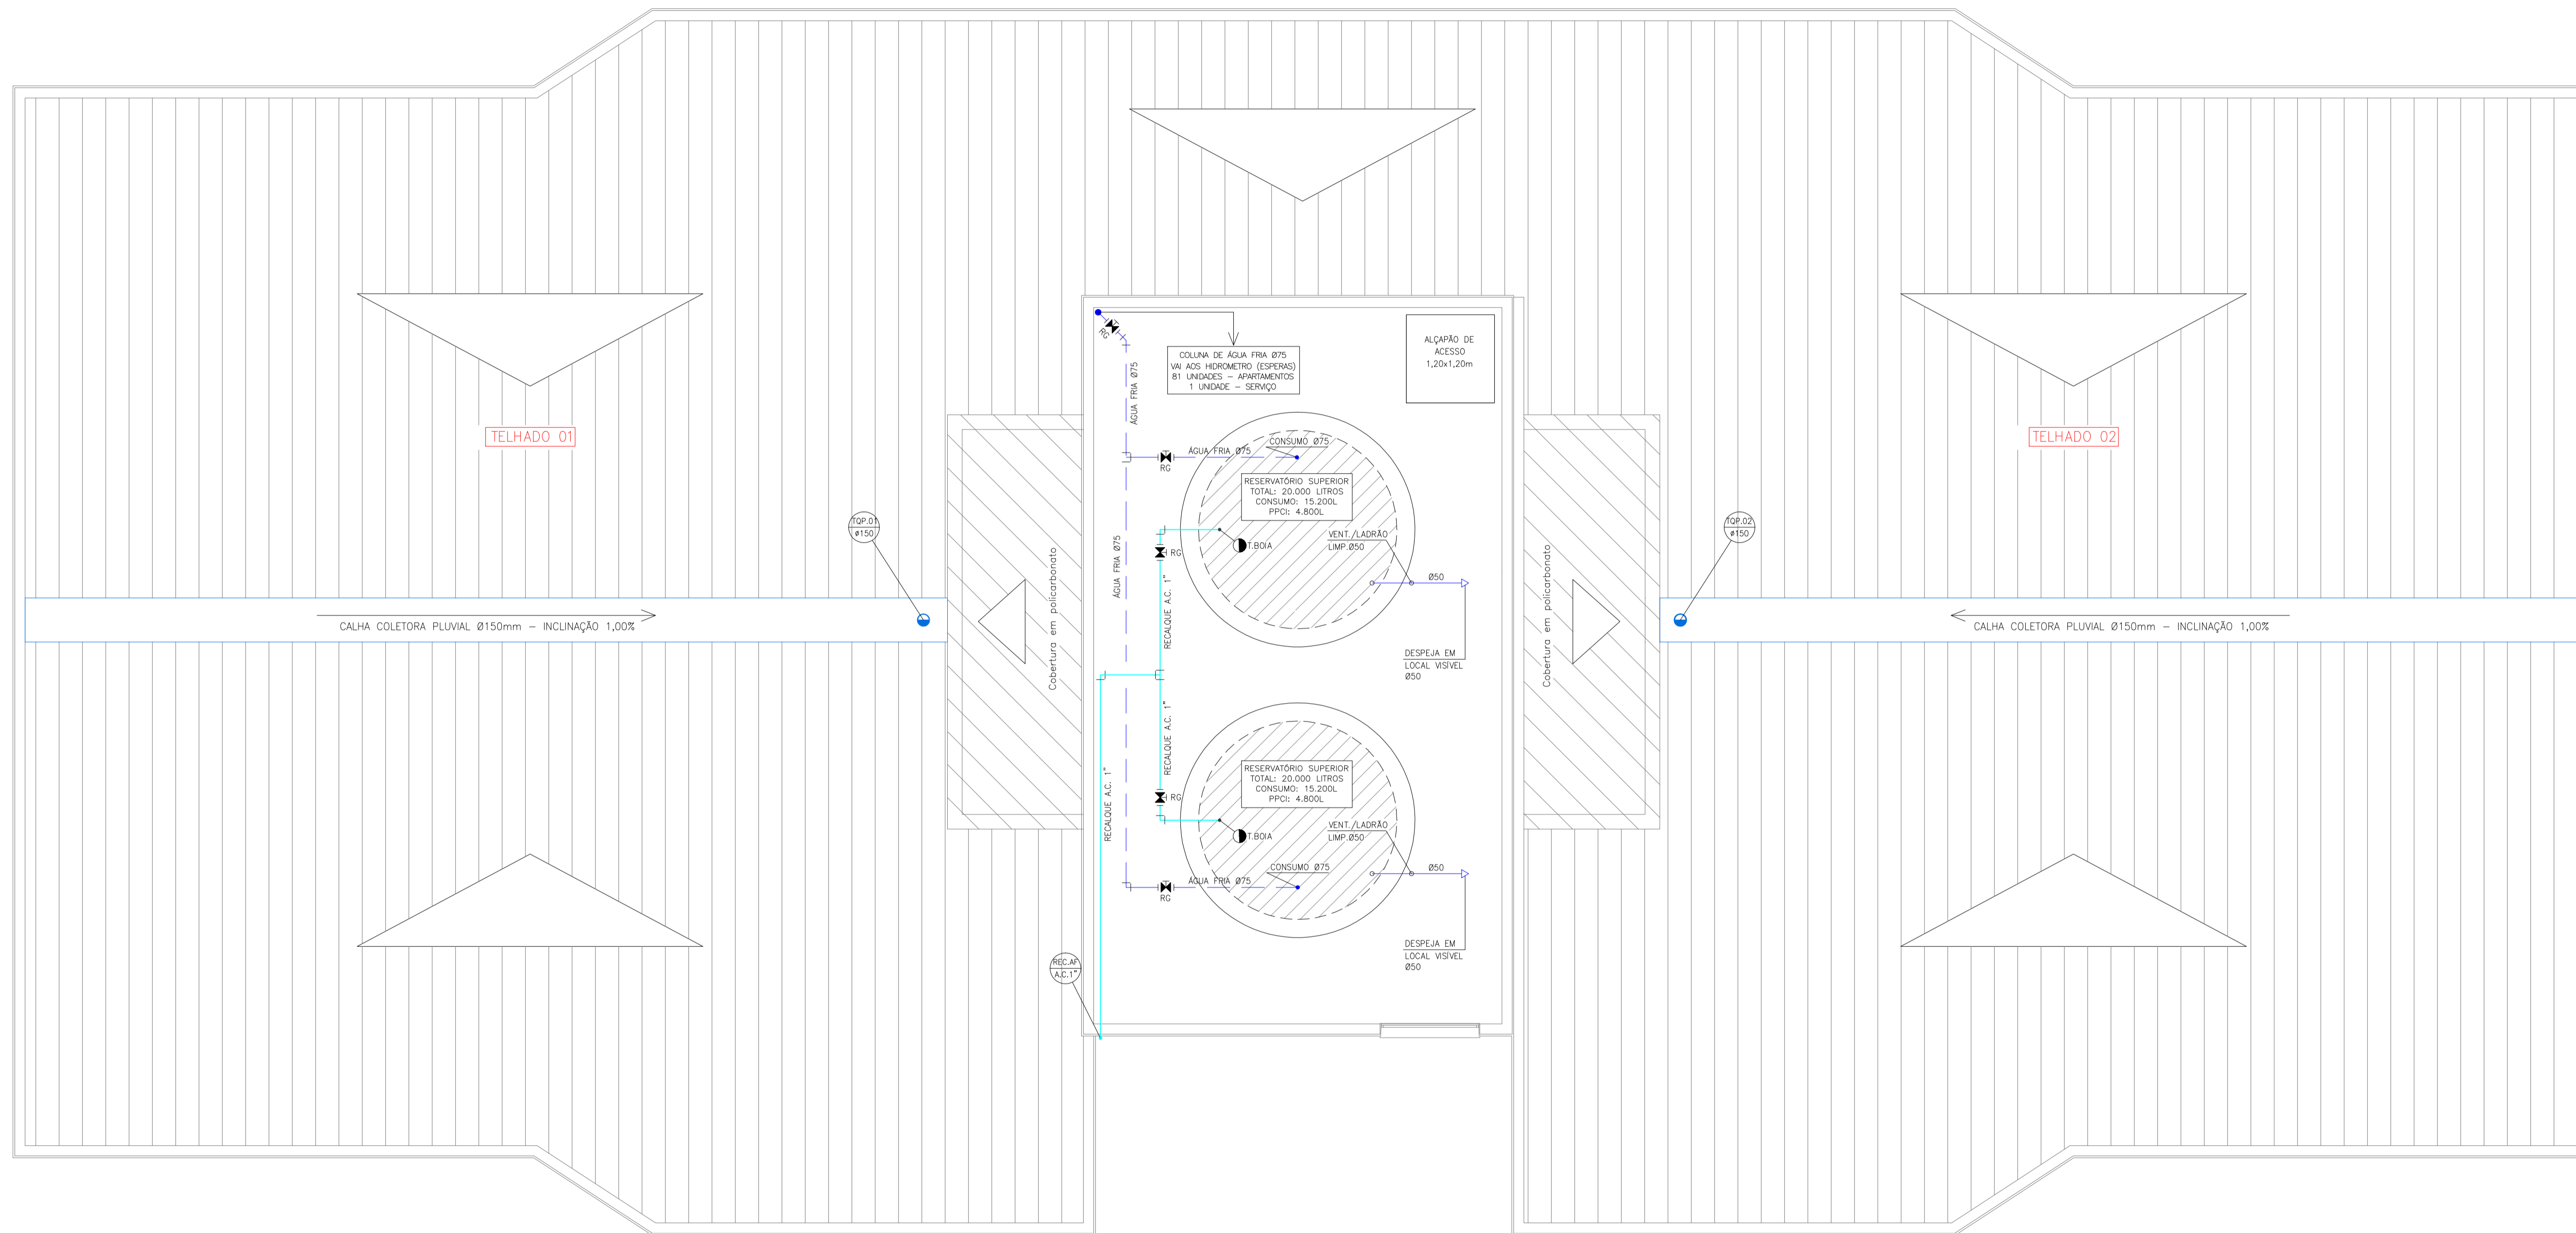 ALÇAPÃO DE
ACESSO
1,20x1,20m
RG
COLUNA DE ÁGUA FRIA Ø75
VAI AOS HIDROMETRO (ESPERAS)
81 UNIDADES - APARTAMENTOS
1 UNIDADE - SERVIÇO
ÁGUA FRIA Ø75
TELHADO 01
TELHADO 02
CONSUMO Ø75
ÁGUA FRIA Ø75
RG
RESERVATÓRIO SUPERIOR
TOTAL: 20.000 LITROS
CONSUMO: 15.200L
PPCI: 4.800L
TQP.01
ø150
TQP.02
ø150
VENT./LADRÃO
LIMP.Ø50
T.BOIA
RG
ÁGUA FRIA Ø75
Ø50
RECALQUE A.C. 1"
Cobertura em policarbonato
Cobertura em policarbonato
CALHA COLETORA PLUVIAL Ø150mm - INCLINAÇÃO 1,00%
CALHA COLETORA PLUVIAL Ø150mm - INCLINAÇÃO 1,00%
DESPEJA EM
LOCAL VISÍVEL
Ø50
RECALQUE A.C. 1"
RECALQUE A.C. 1"
RESERVATÓRIO SUPERIOR
TOTAL: 20.000 LITROS
CONSUMO: 15.200L
PPCI: 4.800L
RG
VENT./LADRÃO
LIMP.Ø50
T.BOIA
CONSUMO Ø75
Ø50
ÁGUA FRIA Ø75
RG
DESPEJA EM
LOCAL VISÍVEL
Ø50
REC.AF
A.C.1"